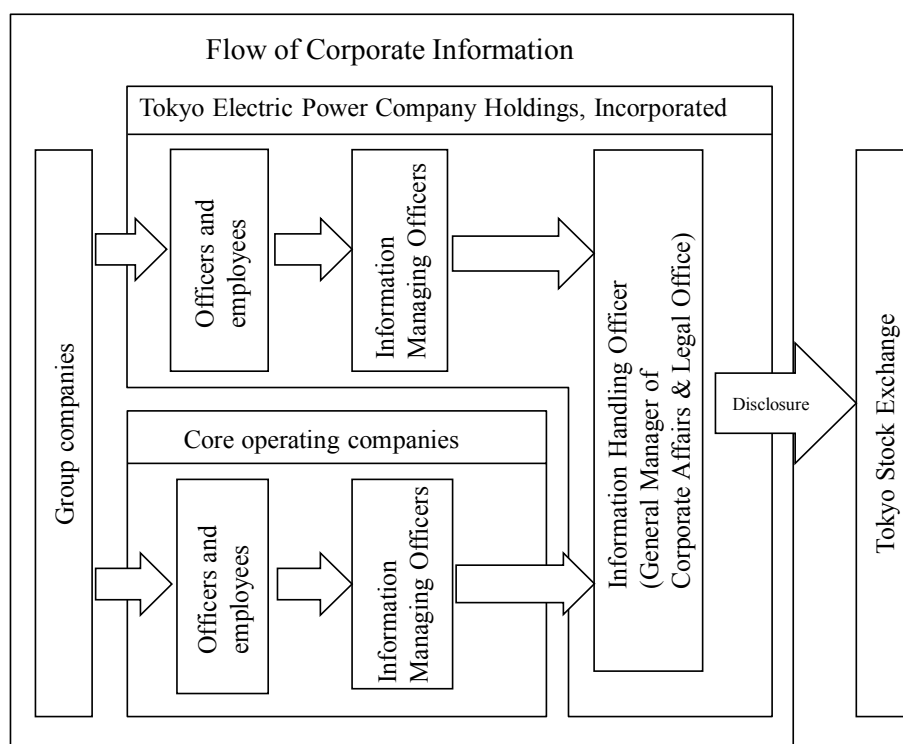 Flow of Corporate Information
Tokyo Electric Power Company Holdings, Incorporated
Group companies
Officers and
employees
Information
Managing Officers
Information Handling Officer
(General Manager of
Corporate Affairs & Legal Office)
Disclosure
Tokyo Stock Exchange
Core operating companies
Officers and
employees
Information
Managing Officers